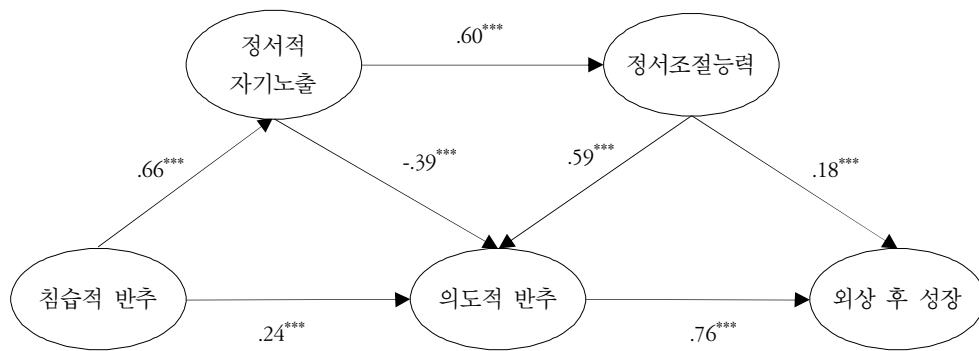 정서적
자기노출
.60***
정서조절능력
.66***
-.39***
.59***
.18***
침습적 반추
의도적 반추
외상 후 성장
.24***
.76***